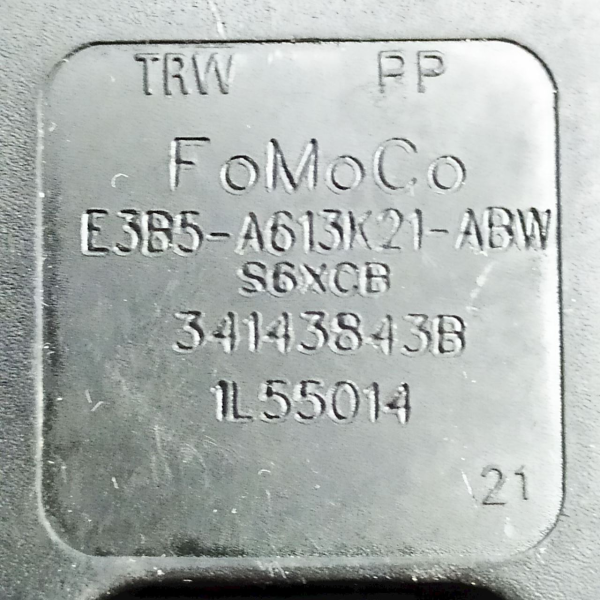 TRW PP
FoMoCo
E3B5-A613K21-ABW
S6XCB
34143843B
1L55014
21